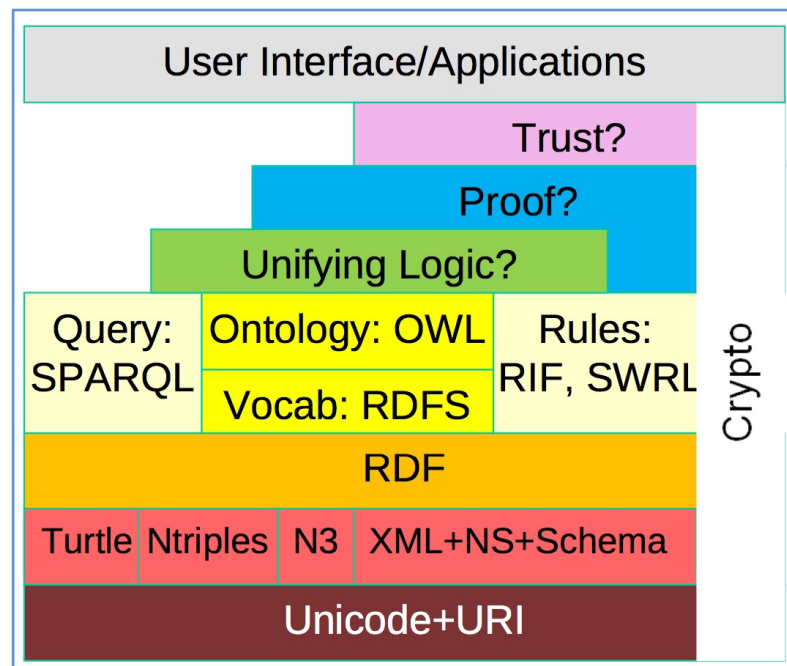 User Interface/Applications
Trust?
Proof?
Unifying Logic?
Query:
SPARQL
Ontology: OWL
Vocab: RDFS
Rules:
RIF, SWRL
Crypto
RDF
Turtle
Ntriples
N3
XML+NS+Schema
Unicode+URI